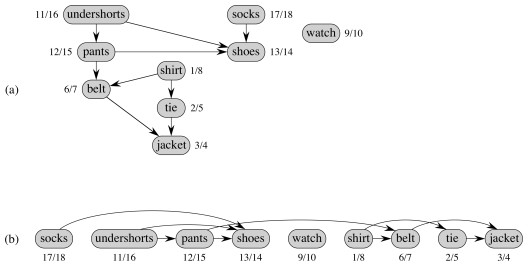 11/16 undershorts socks 17/18
watch 9/10
12/15 pants shoes 13/14
shirt 1/8
(a) 6/7 belt
tie 2/5
jacket 3/4
(b) socks undershorts pants shoes watch shirt belt tie jacket
17/18 11/16 12/15 13/14 9/10 1/8 6/7 2/5 3/4